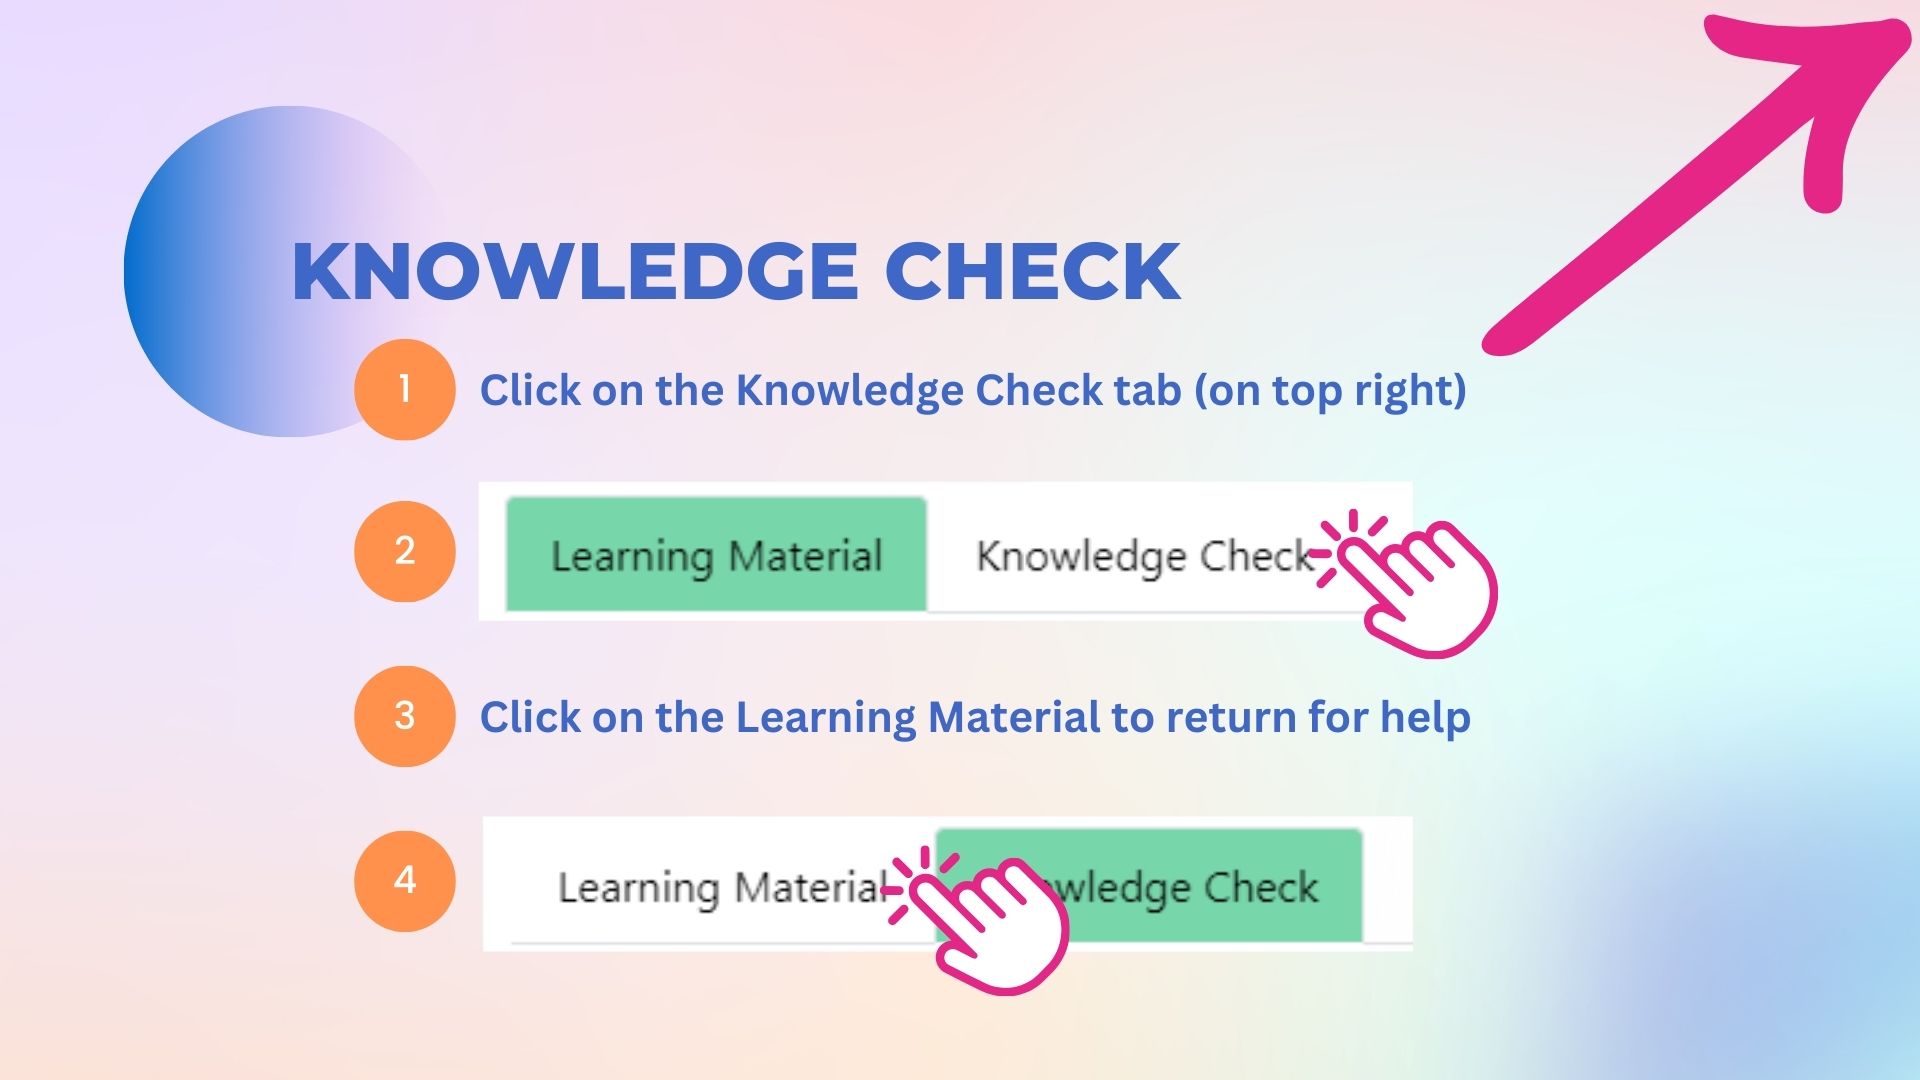 KNOWLEDGE CHECK
1 Click on the Knowledge Check tab (on top right)
2 Learning Material Knowledge Check
3 Click on the Learning Material to return for help
4 Learning Material wledge Check